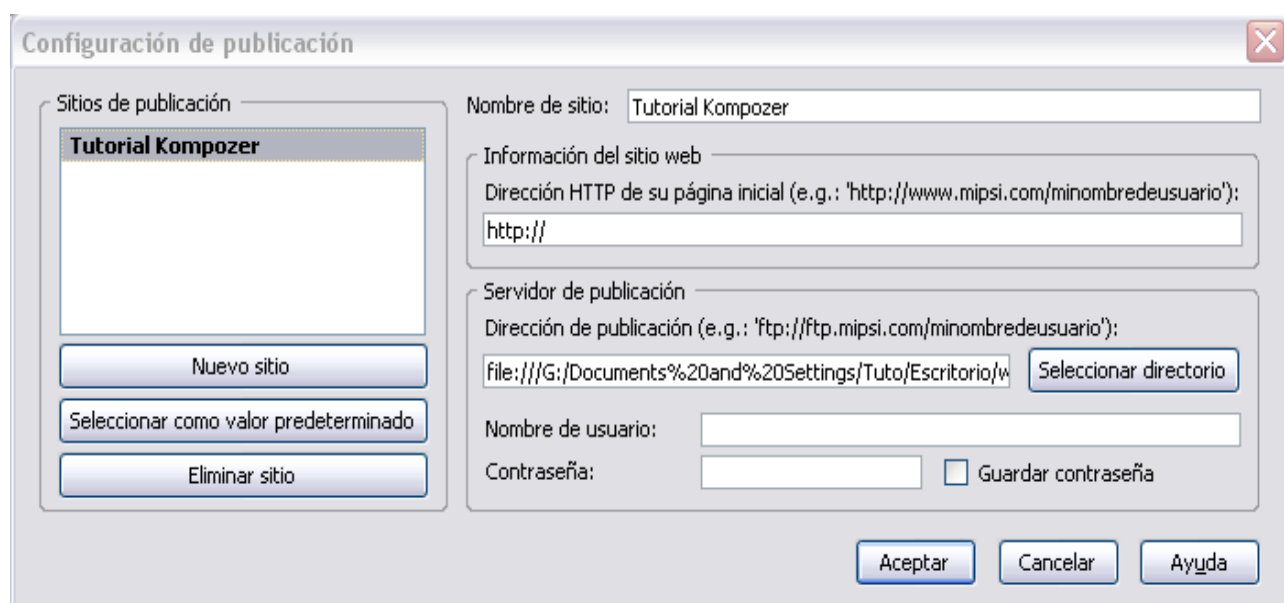 Configuración de publicación
Sitios de publicación
Tutorial Kompozer
Nuevo sitio
Seleccionar como valor predeterminado
Eliminar sitio
Nombre de sitio: Tutorial Kompozer
Información del sitio web
Dirección HTTP de su página inicial (e.g.: 'http://www.mipsi.com/minombredeusuario'):
http://
Servidor de publicación
Dirección de publicación (e.g.: 'ftp://ftp.mipsi.com/minombredeusuario'):
file:///G:/Documents%20and%20Settings/Tuto/Escritorio/w Seleccionar directorio
Nombre de usuario:
Contraseña: Guardar contraseña
Aceptar Cancelar Ayuda